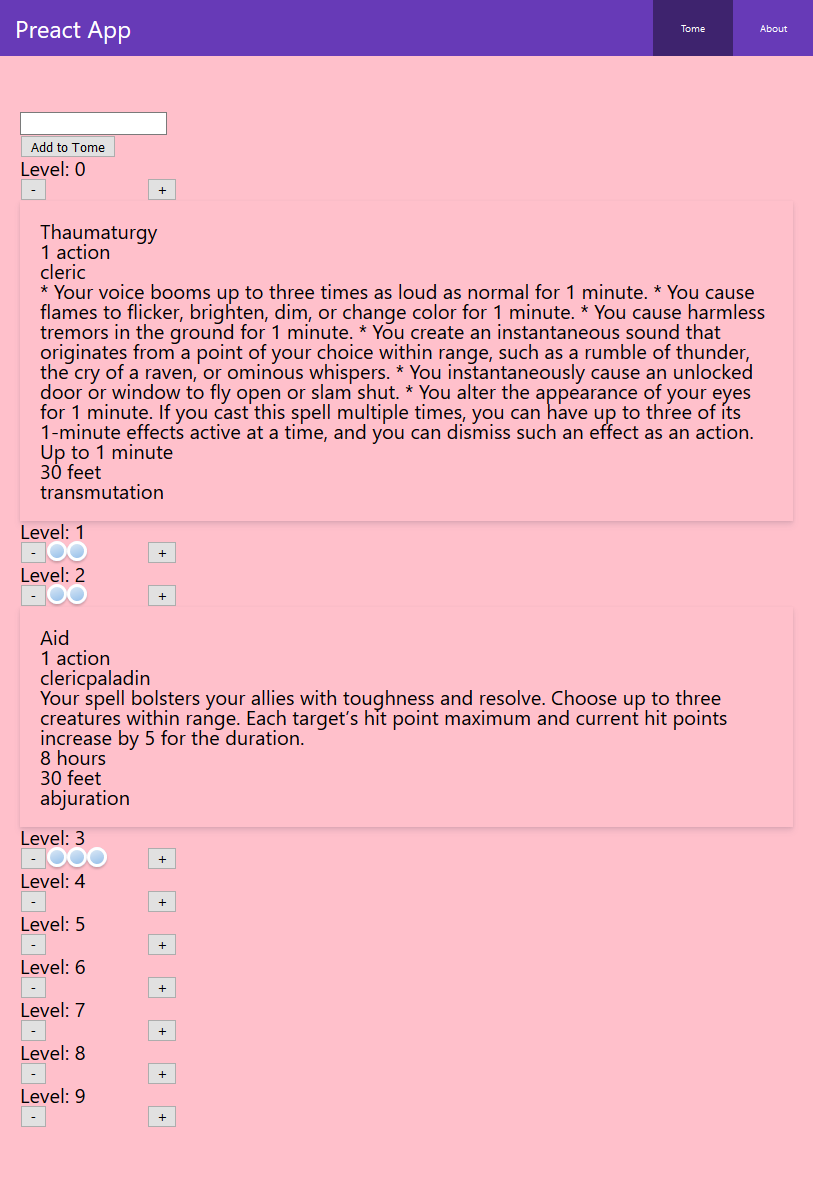 Preact App
Tome
About
Add to Tome
Level: 0
- +
Thaumaturgy
1 action
cleric
* Your voice booms up to three times as loud as normal for 1 minute. * You cause
flames to flicker, brighten, dim, or change color for 1 minute. * You cause harmless
tremors in the ground for 1 minute. * You create an instantaneous sound that
originates from a point of your choice within range, such as a rumble of thunder,
the cry of a raven, or ominous whispers. * You instantaneously cause an unlocked
door or window to fly open or slam shut. * You alter the appearance of your eyes
for 1 minute. If you cast this spell multiple times, you can have up to three of its
1-minute effects active at a time, and you can dismiss such an effect as an action.
Up to 1 minute
30 feet
transmutation
Level: 1
- +
Level: 2
- +
Aid
1 action
clericpaladin
Your spell bolsters your allies with toughness and resolve. Choose up to three
creatures within range. Each target's hit point maximum and current hit points
increase by 5 for the duration.
8 hours
30 feet
abjuration
Level: 3
- +
Level: 4
- +
Level: 5
- +
Level: 6
- +
Level: 7
- +
Level: 8
- +
Level: 9
- +